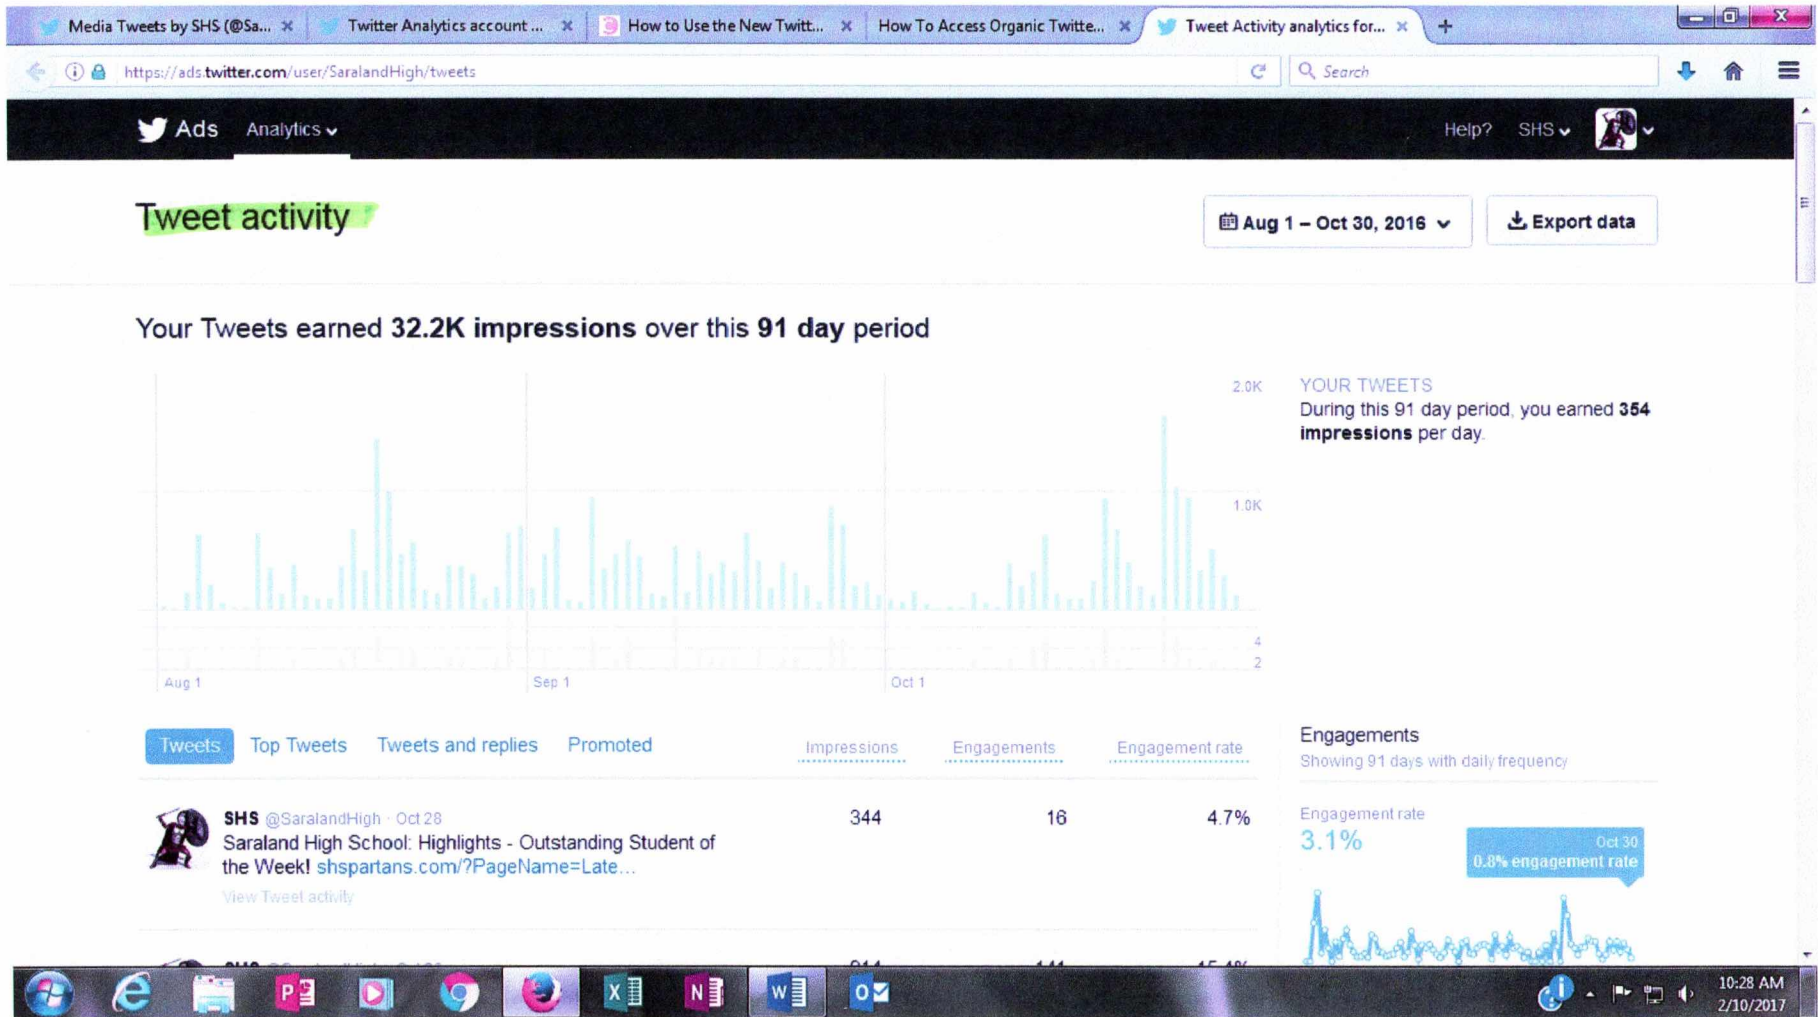 Media Tweets by SHS (@Sa...
Twitter Analytics account ...
How to Use the New Twitt...
How To Access Organic Twitte...
Tweet Activity analytics for...
https://ads.twitter.com/user/SaralandHigh/tweets
Search
Ads Analytics
Help? SHS
Tweet activity
Aug 1 – Oct 30, 2016
Export data
Your Tweets earned 32.2K impressions over this 91 day period
2.0K
1.0K
4
2
Aug 1 Sep 1 Oct 1
YOUR TWEETS
During this 91 day period, you earned 354
impressions per day.
Tweets Top Tweets Tweets and replies Promoted
Impressions Engagements Engagement rate
SHS @SaralandHigh · Oct 28
Saraland High School: Highlights - Outstanding Student of
the Week! shspartans.com/?PageName=Late...
View Tweet activity
344 16 4.7%
Engagements
Showing 91 days with daily frequency
Engagement rate
3.1%
Oct 30
0.8% engagement rate
10:28 AM
2/10/2017